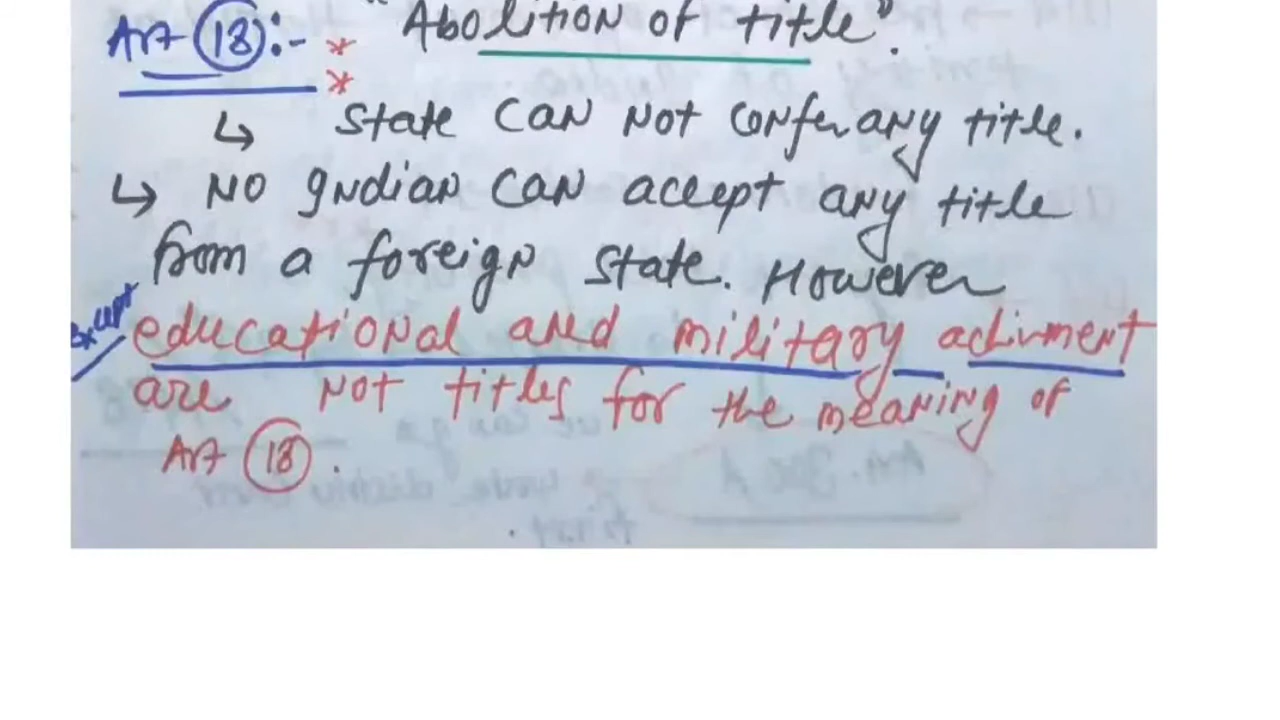 Art (18):- ** "Abolition of title".
↳ State can not confer any title.
↳ No Indian can accept any title
from a foreign state. However
Except educational and military achivment
are not titles for the meaning of
Art (18).